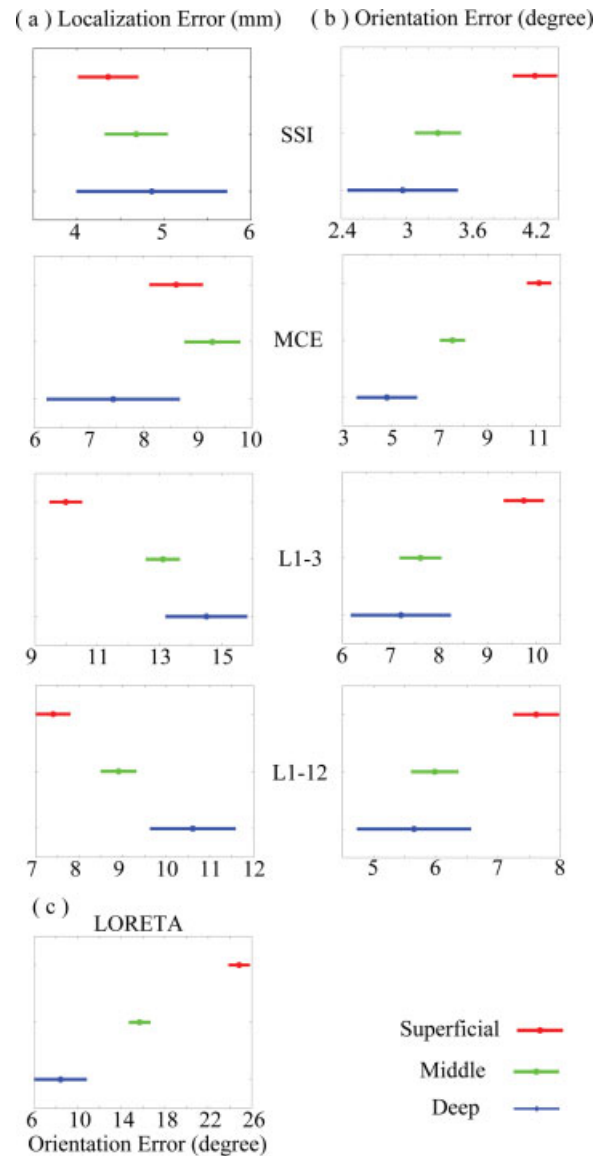 ( a ) Localization Error (mm) ( b ) Orientation Error (degree)
SSI
4 5 6 2.4 3 3.6 4.2
MCE
6 7 8 9 10 3 5 7 9 11
L1-3
9 11 13 15 6 7 8 9 10
L1-12
7 8 9 10 11 12 5 6 7 8
( c )
LORETA
6 10 14 18 22 26
Orientation Error (degree)
Superficial
Middle
Deep